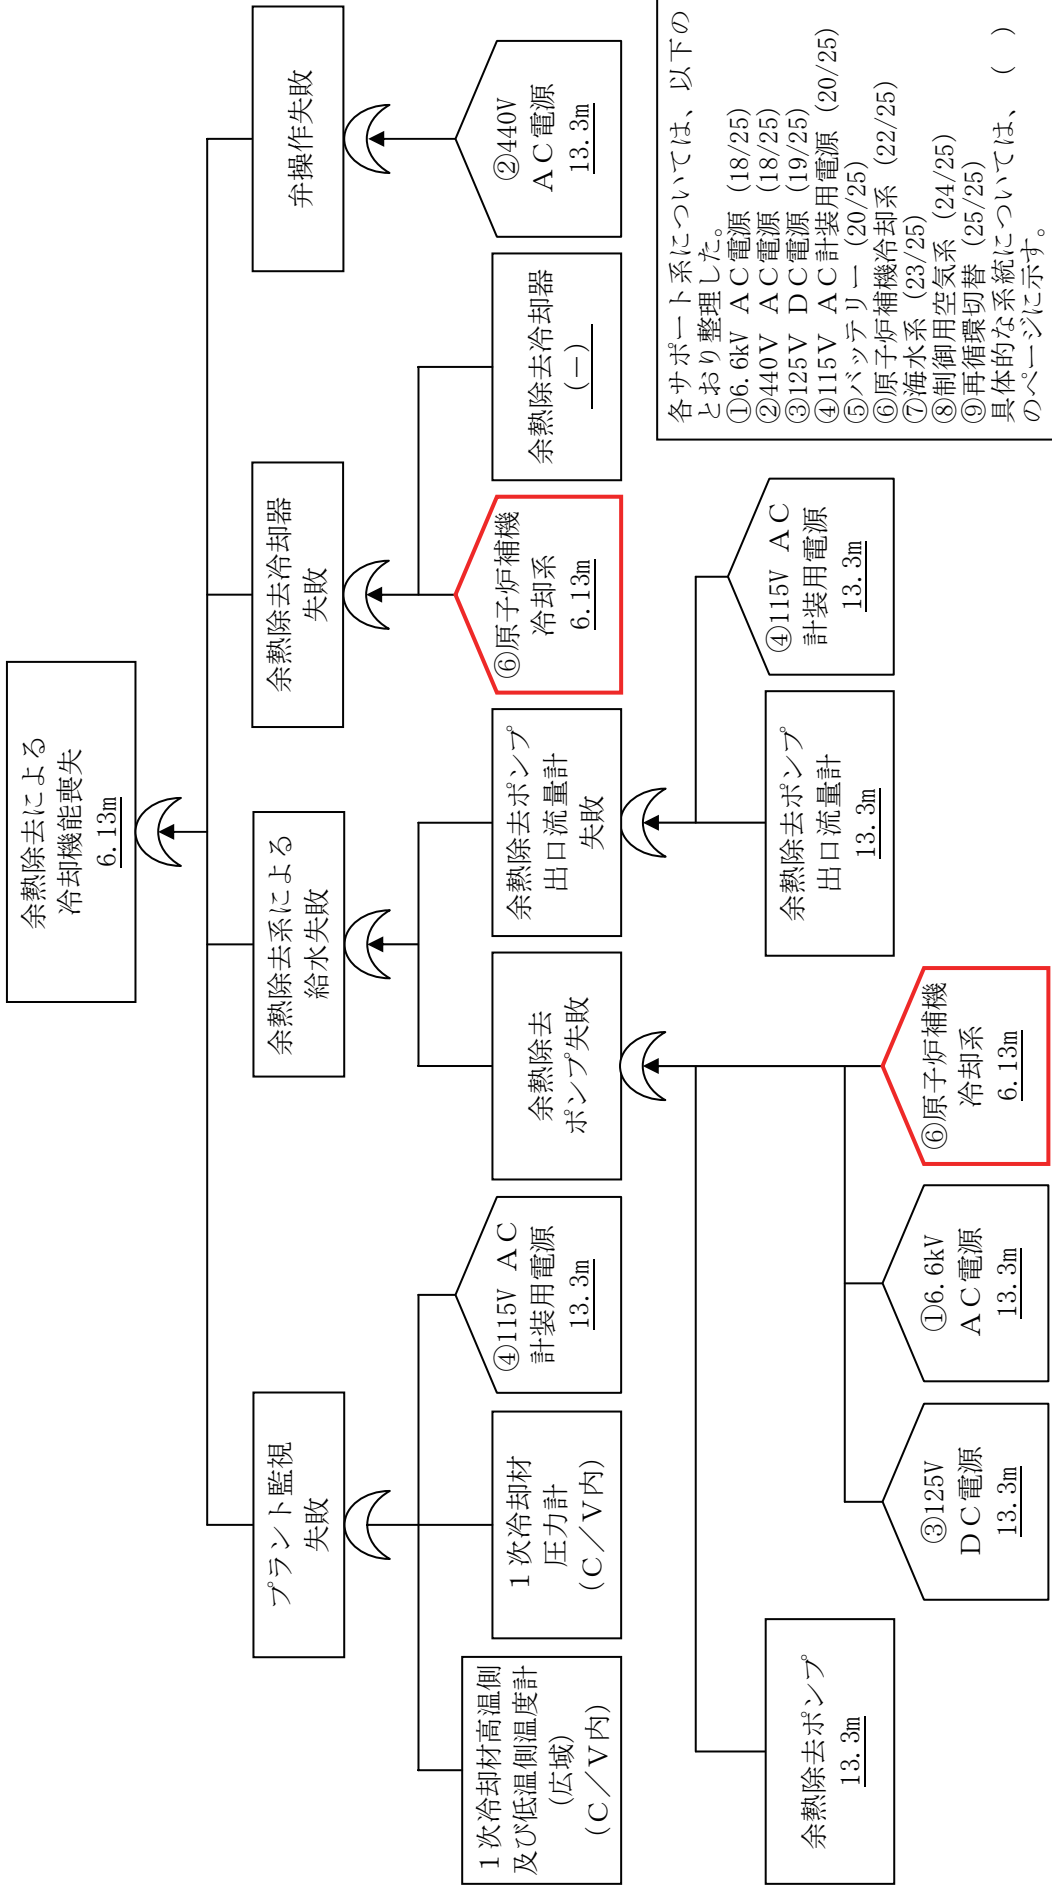 余熱除去による
冷却機能喪失
6.13m
プラント監視
失敗
余熱除去系による
給水失敗
余熱除去冷却器
失敗
弁操作失敗
1次冷却材高温側
及び低温側温度計
(広域)
(C/V内)
1次冷却材
圧力計
(C/V内)
④115V AC
計装用電源
13.3m
余熱除去
ポンプ失敗
余熱除去ポンプ
出口流量計
失敗
⑥原子炉補機
冷却系
6.13m
余熱除去冷却器
(-)
②440V
AC電源
13.3m
余熱除去ポンプ
13.3m
③125V
DC電源
13.3m
①6.6kV
AC電源
13.3m
⑥原子炉補機
冷却系
6.13m
余熱除去ポンプ
出口流量計
13.3m
④115V AC
計装用電源
13.3m
各サポート系については、以下の
とおり整理した。
①6.6kV AC電源 (18/25)
②440V AC電源 (18/25)
③125V DC電源 (19/25)
④115V AC計装用電源 (20/25)
⑤バッテリー (20/25)
⑥原子炉補機冷却系 (22/25)
⑦海水系 (23/25)
⑧制御用空気系 (24/25)
⑨再循環切替 (25/25)
具体的な系統については、( )
のページに示す。